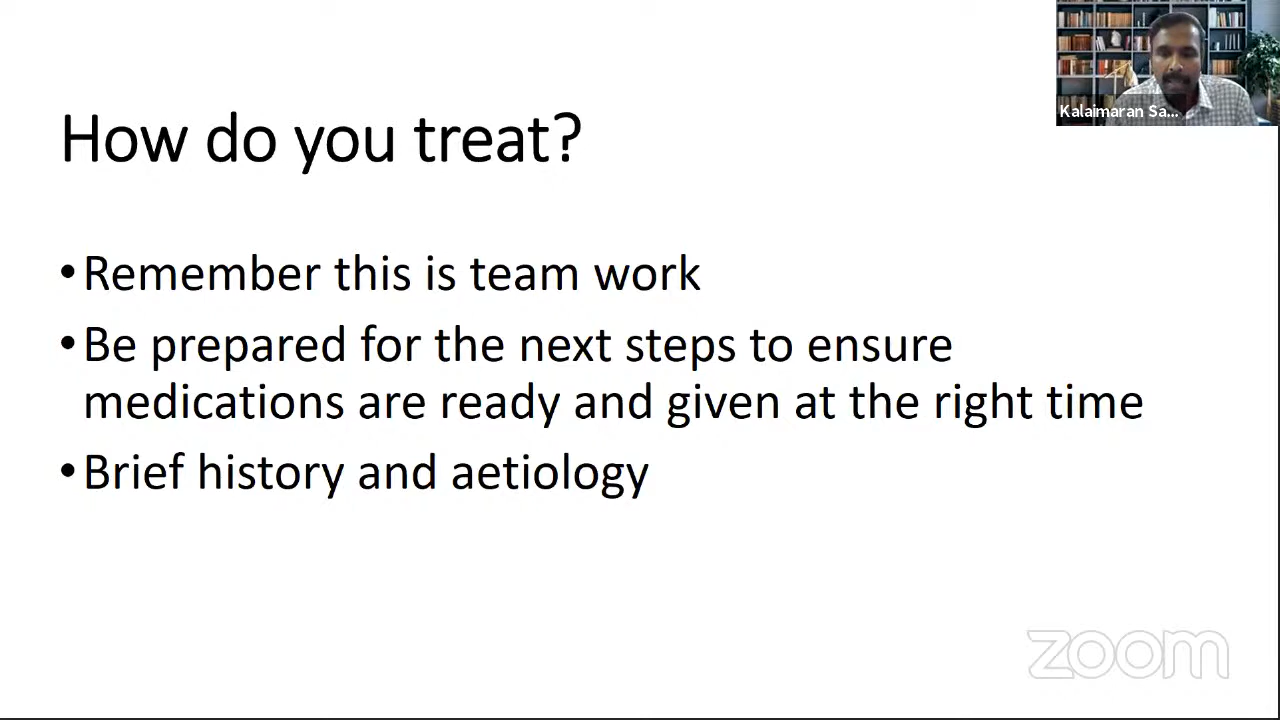 Kalaimaran Sa...
How do you treat?
•Remember this is team work
•Be prepared for the next steps to ensure
medications are ready and given at the right time
•Brief history and aetiology
zoom